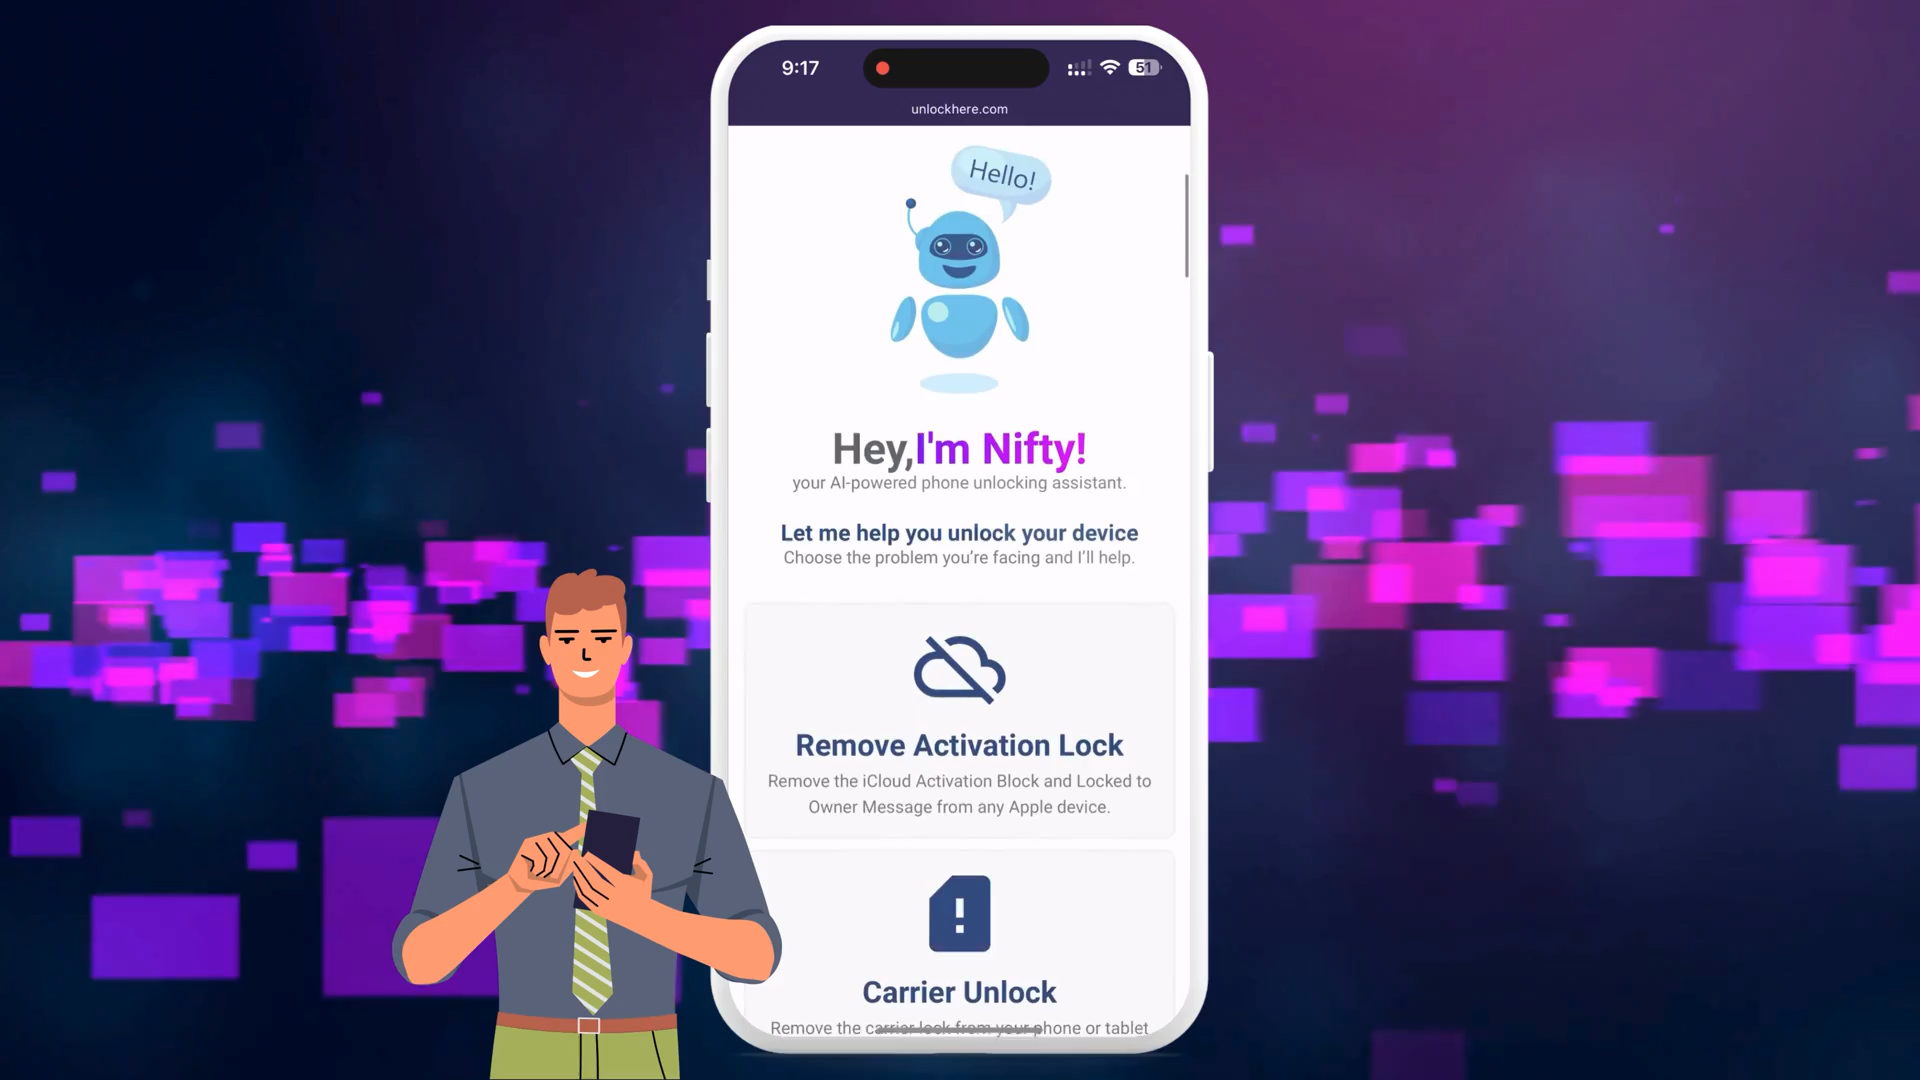 9:17
51
unlockhere.com
Hello!
Hey,I'm Nifty!
your AI-powered phone unlocking assistant.
Let me help you unlock your device
Choose the problem you're facing and I'll help.
Remove Activation Lock
Remove the iCloud Activation Block and Locked to
Owner Message from any Apple device.
Carrier Unlock
Remove the carrier lock from your phone or tablet